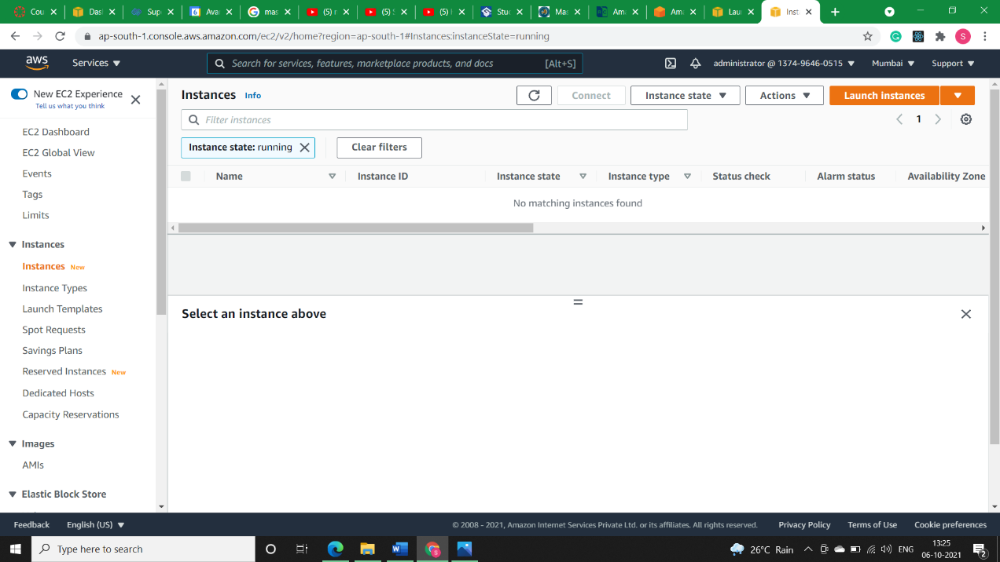 Cou
Das
Sup
Ava
mas
(5)
(5)
(5)
Stu
Ma
Am
Am
Lau
Inst
ap-south-1.console.aws.amazon.com/ec2/v2/home?region=ap-south-1#Instances:instanceState=running
S
aws
Services
Search for services, features, marketplace products, and docs
[Alt+S]
administrator @ 1374-9646-0515
Mumbai
Support
New EC2 Experience
Tell us what you think
EC2 Dashboard
EC2 Global View
Events
Tags
Limits
Instances
Instances New
Instance Types
Launch Templates
Spot Requests
Savings Plans
Reserved Instances New
Dedicated Hosts
Capacity Reservations
Images
AMIs
Elastic Block Store
Instances Info
Connect
Instance state
Actions
Launch instances
Filter instances
1
Instance state: running
Clear filters
Name Instance ID Instance state Instance type Status check Alarm status Availability Zone
No matching instances found
Select an instance above
Feedback English (US)
© 2008 - 2021, Amazon Internet Services Private Ltd. or its affiliates. All rights reserved.
Privacy Policy Terms of Use Cookie preferences
Type here to search
26°C Rain
ENG
13:25
06-10-2021
2